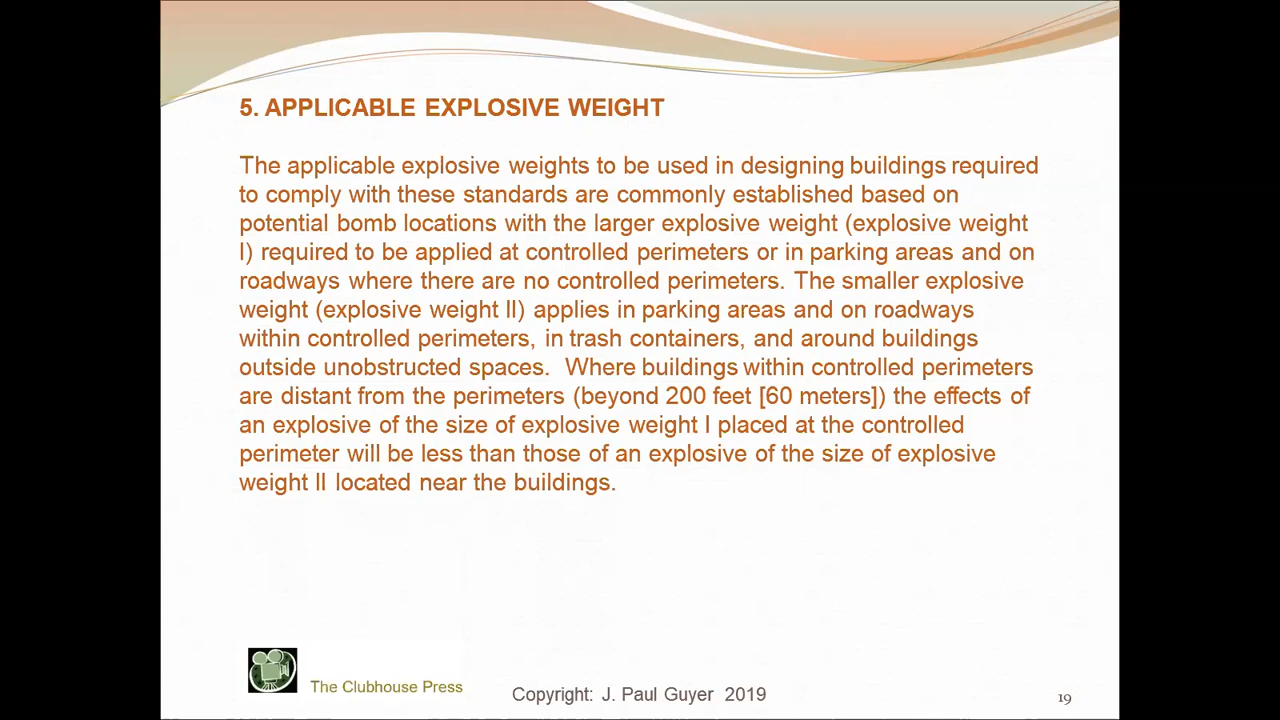 5. APPLICABLE EXPLOSIVE WEIGHT
The applicable explosive weights to be used in designing buildings required
to comply with these standards are commonly established based on
potential bomb locations with the larger explosive weight (explosive weight
I) required to be applied at controlled perimeters or in parking areas and on
roadways where there are no controlled perimeters. The smaller explosive
weight (explosive weight II) applies in parking areas and on roadways
within controlled perimeters, in trash containers, and around buildings
outside unobstructed spaces. Where buildings within controlled perimeters
are distant from the perimeters (beyond 200 feet [60 meters]) the effects of
an explosive of the size of explosive weight I placed at the controlled
perimeter will be less than those of an explosive of the size of explosive
weight II located near the buildings.
The Clubhouse Press
Copyright: J. Paul Guyer 2019
19